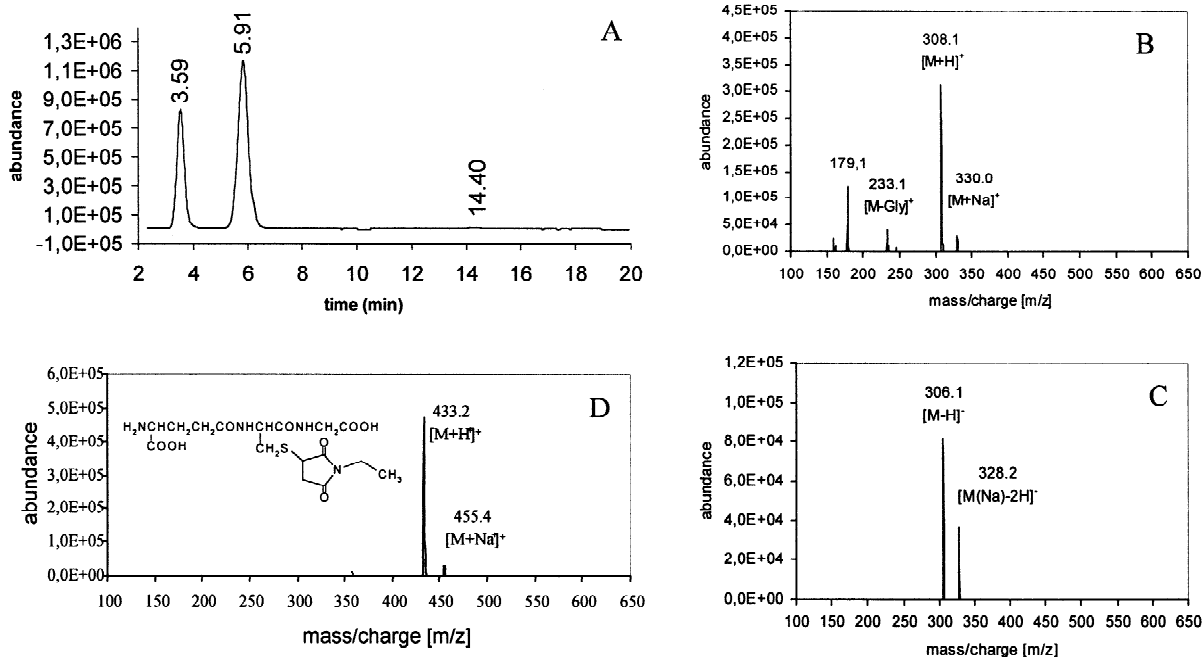 A
abundance
1,3E+06
1,1E+06
9,0E+05
7,0E+05
5,0E+05
3,0E+05
1,0E+05
-1,0E+05
3.59
5.91
14.40
2 4 6 8 10 12 14 16 18 20
time (min)
B
abundance
4,5E+05
4,0E+05
3,5E+05
3,0E+05
2,5E+05
2,0E+05
1,5E+05
1,0E+05
5,0E+04
0,0E+00
308.1
[M+H]+
179,1
233.1
[M-Gly]+
330.0
[M+Na]+
100 150 200 250 300 350 400 450 500 550 600 650
mass/charge [m/z]
D
abundance
6,0E+05
5,0E+05
4,0E+05
3,0E+05
2,0E+05
1,0E+05
0,0E+00
H2NCHCH2CH2CONHCHCONHCH2COOH
COOH
CH2S
O
N
CH3
O
433.2
[M+H]+
455.4
[M+Na]+
100 150 200 250 300 350 400 450 500 550 600 650
mass/charge [m/z]
C
abundance
1,2E+05
1,0E+05
8,0E+04
6,0E+04
4,0E+04
2,0E+04
0,0E+00
306.1
[M-H]-
328.2
[M(Na)-2H]-
100 150 200 250 300 350 400 450 500 550 600 650
mass/charge [m/z]